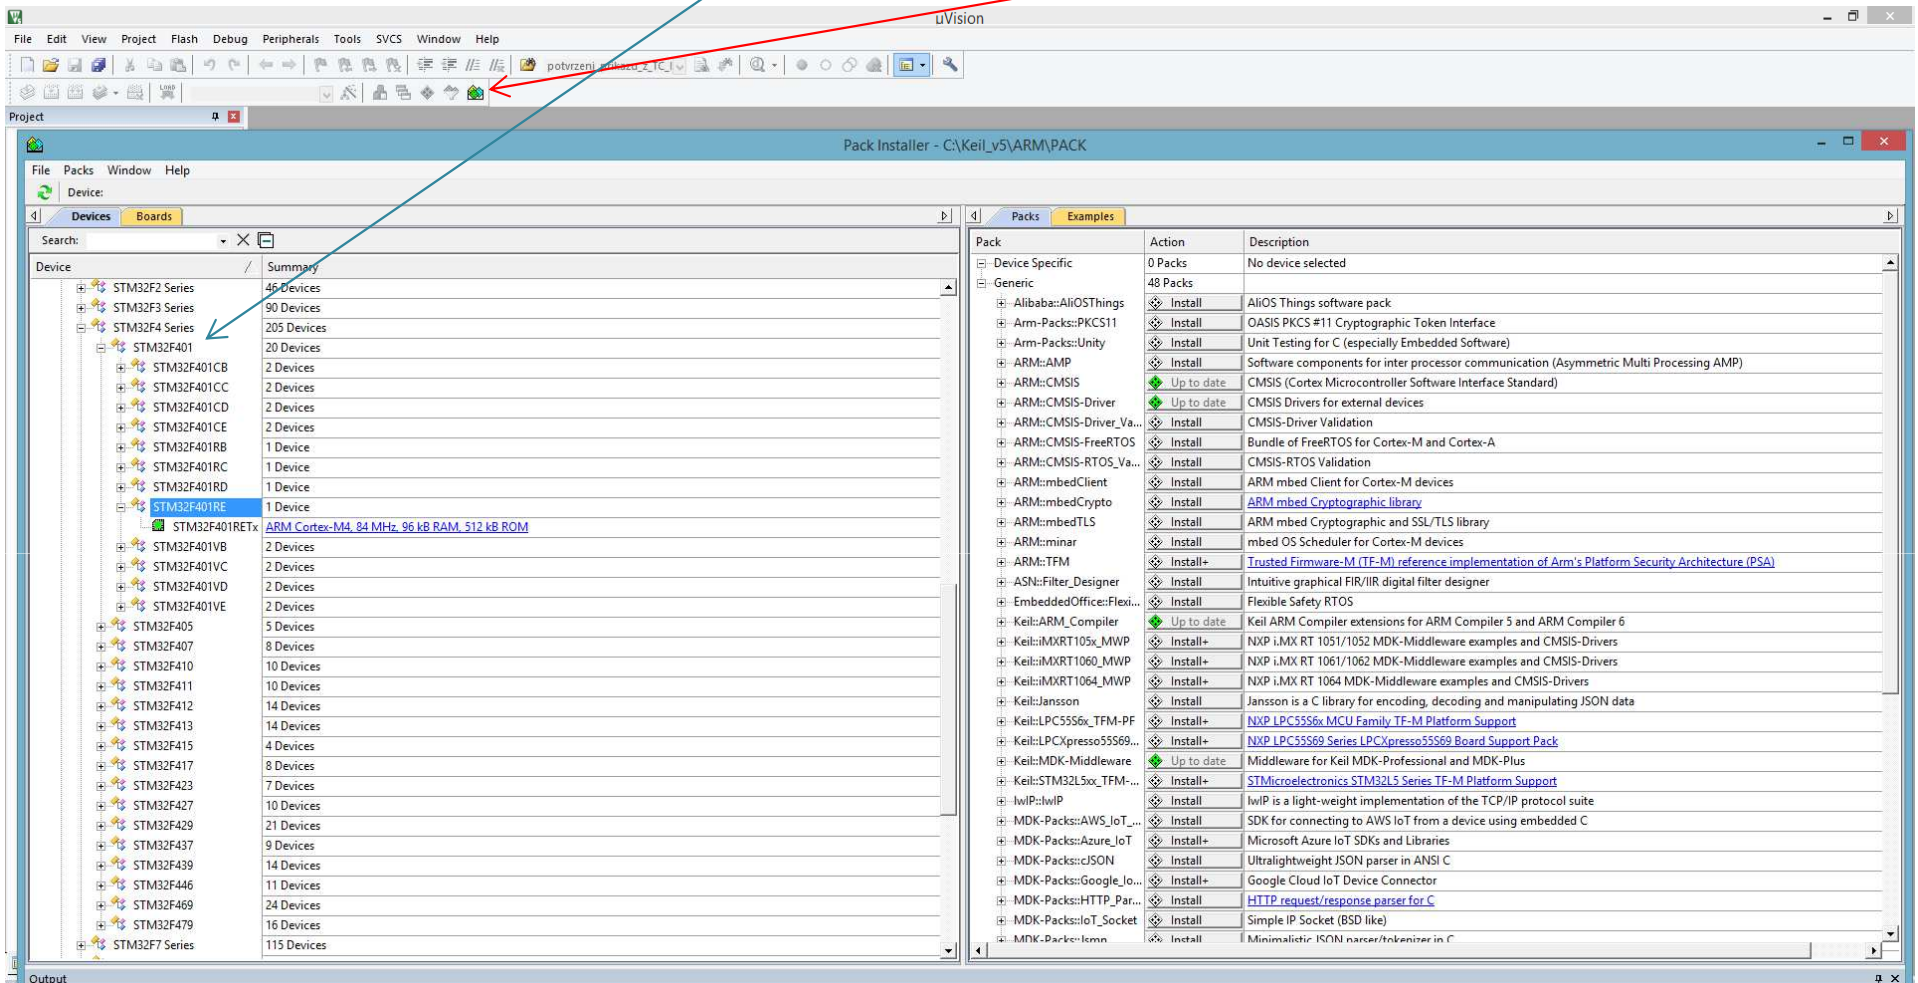 µVision
File Edit View Project Flash Debug Peripherals Tools SVCS Window Help
LOAD
Project
Pack Installer - C:\Keil_v5\ARM\PACK
File Packs Window Help
Device:
Devices Boards
Packs Examples
Search:
Device Summary
STM32F2 Series 46 Devices
STM32F3 Series 90 Devices
STM32F4 Series 205 Devices
STM32F401 20 Devices
STM32F401CB 2 Devices
STM32F401CC 2 Devices
STM32F401CD 2 Devices
STM32F401CE 2 Devices
STM32F401RB 1 Device
STM32F401RC 1 Device
STM32F401RD 1 Device
STM32F401RE 1 Device
STM32F401RETx ARM Cortex-M4, 84 MHz, 96 kB RAM, 512 kB ROM
STM32F401VB 2 Devices
STM32F401VC 2 Devices
STM32F401VD 2 Devices
STM32F401VE 2 Devices
STM32F405 5 Devices
STM32F407 8 Devices
STM32F410 10 Devices
STM32F411 10 Devices
STM32F412 14 Devices
STM32F413 14 Devices
STM32F415 4 Devices
STM32F417 8 Devices
STM32F423 7 Devices
STM32F427 10 Devices
STM32F429 21 Devices
STM32F437 9 Devices
STM32F439 14 Devices
STM32F446 11 Devices
STM32F469 24 Devices
STM32F479 16 Devices
STM32F7 Series 115 Devices
Pack Action Description
Device Specific 0 Packs No device selected
Generic 48 Packs
Alibaba::AliOSThings Install AliOS Things software pack
Arm-Packs::PKCS11 Install OASIS PKCS #11 Cryptographic Token Interface
Arm-Packs::Unity Install Unit Testing for C (especially Embedded Software)
ARM::AMP Install Software components for inter processor communication (Asymmetric Multi Processing AMP)
ARM::CMSIS Up to date CMSIS (Cortex Microcontroller Software Interface Standard)
ARM::CMSIS-Driver Up to date CMSIS Drivers for external devices
ARM::CMSIS-Driver_Va... Install CMSIS-Driver Validation
ARM::CMSIS-FreeRTOS Install Bundle of FreeRTOS for Cortex-M and Cortex-A
ARM::CMSIS-RTOS_Va... Install CMSIS-RTOS Validation
ARM::mbedClient Install ARM mbed Client for Cortex-M devices
ARM::mbedCrypto Install ARM mbed Cryptographic library
ARM::mbedTLS Install ARM mbed Cryptographic and SSL/TLS library
ARM::minar Install mbed OS Scheduler for Cortex-M devices
ARM::TFM Install+ Trusted Firmware-M (TF-M) reference implementation of Arm's Platform Security Architecture (PSA)
ASN::Filter_Designer Install Intuitive graphical FIR/IIR digital filter designer
EmbeddedOffice::Flexi... Install Flexible Safety RTOS
Keil::ARM_Compiler Up to date Keil ARM Compiler extensions for ARM Compiler 5 and ARM Compiler 6
Keil::iMXRT105x_MWP Install+ NXP i.MX RT 1051/1052 MDK-Middleware examples and CMSIS-Drivers
Keil::iMXRT1060_MWP Install+ NXP i.MX RT 1061/1062 MDK-Middleware examples and CMSIS-Drivers
Keil::iMXRT1064_MWP Install+ NXP i.MX RT 1064 MDK-Middleware examples and CMSIS-Drivers
Keil::Jansson Install Jansson is a C library for encoding, decoding and manipulating JSON data
Keil::LPC55S6x_TFM-PF Install+ NXP LPC55S6x MCU Family TF-M Platform Support
Keil::LPCXpresso55S69... Install+ NXP LPC55S69 Series LPCXpresso55S69 Board Support Pack
Keil::MDK-Middleware Up to date Middleware for Keil MDK-Professional and MDK-Plus
Keil::STM32L5xx_TFM-... Install+ STMicroelectronics STM32L5 Series TF-M Platform Support
lwIP::lwIP Install lwIP is a light-weight implementation of the TCP/IP protocol suite
MDK-Packs::AWS_IoT_... Install SDK for connecting to AWS IoT from a device using embedded C
MDK-Packs::Azure_IoT Install+ Microsoft Azure IoT SDKs and Libraries
MDK-Packs::cJSON Install Ultralightweight JSON parser in ANSI C
MDK-Packs::Google_Io... Install+ Google Cloud IoT Device Connector
MDK-Packs::HTTP_Par... Install HTTP request/response parser for C
MDK-Packs::IoT_Socket Install Simple IP Socket (BSD like)
MDK-Packs::Jsmn Install Minimalistic JSON parser/tokenizer in C
Output